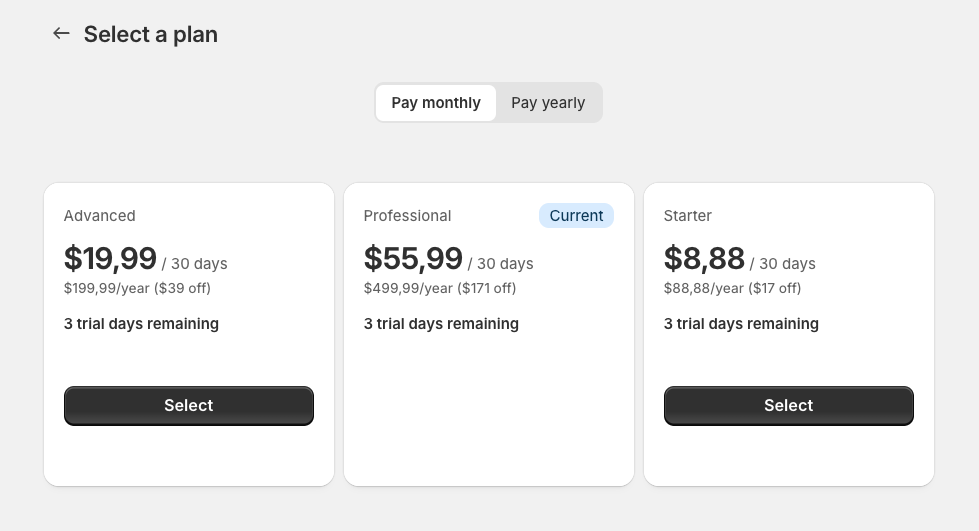 Select a plan
Pay monthly Pay yearly
Advanced
$19,99 / 30 days
$199,99/year ($39 off)
3 trial days remaining
Select
Professional Current
$55,99 / 30 days
$499,99/year ($171 off)
3 trial days remaining
Starter
$8,88 / 30 days
$88,88/year ($17 off)
3 trial days remaining
Select